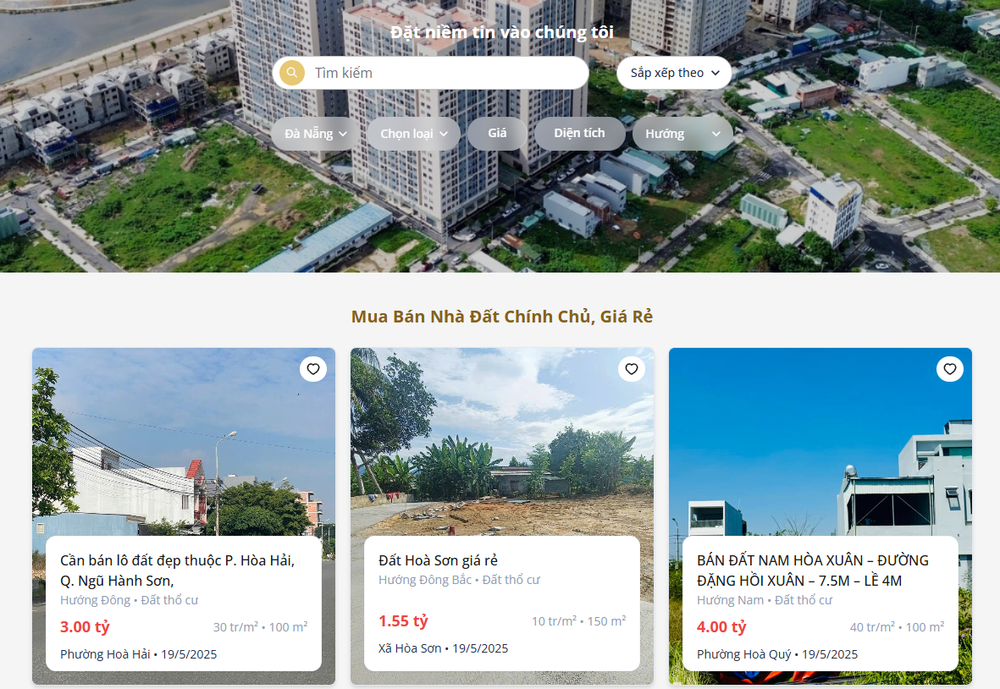 Đặt niềm tin vào chúng tôi
Tìm kiếm
Sắp xếp theo
Đà Nẵng
Chọn loại
Giá
Diện tích
Hướng
Mua Bán Nhà Đất Chính Chủ, Giá Rẻ
Cần bán lô đất đẹp thuộc P. Hòa Hải,
Q. Ngũ Hành Sơn,
Hướng Đông • Đất thổ cư
3.00 tỷ
30 tr/m² • 100 m²
Phường Hoà Hải • 19/5/2025
Đất Hoà Sơn giá rẻ
Hướng Đông Bắc • Đất thổ cư
1.55 tỷ
10 tr/m² • 150 m²
Xã Hòa Sơn • 19/5/2025
BÁN ĐẤT NAM HÒA XUÂN – ĐƯỜNG
ĐẶNG HỒI XUÂN – 7.5M – LỀ 4M
Hướng Nam • Đất thổ cư
4.00 tỷ
40 tr/m² • 100 m²
Phường Hoà Quý • 19/5/2025